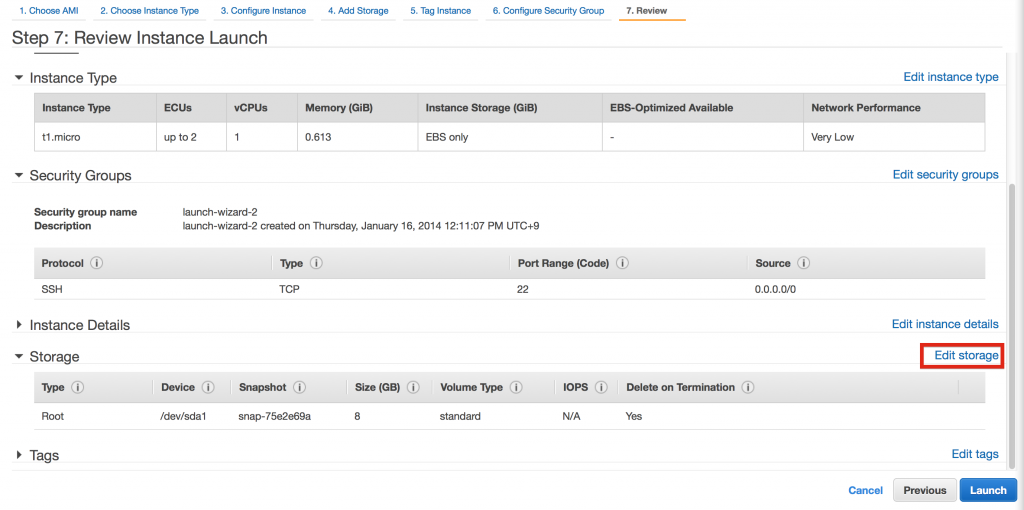 1. Choose AMI 2. Choose Instance Type 3. Configure Instance 4. Add Storage 5. Tag Instance 6. Configure Security Group 7. Review
Step 7: Review Instance Launch
Instance Type Edit instance type
Instance Type ECUs vCPUs Memory (GiB) Instance Storage (GiB) EBS-Optimized Available Network Performance
t1.micro up to 2 1 0.613 EBS only - Very Low
Security Groups Edit security groups
Security group name launch-wizard-2
Description launch-wizard-2 created on Thursday, January 16, 2014 12:11:07 PM UTC+9
Protocol i Type i Port Range (Code) i Source i
SSH TCP 22 0.0.0.0/0
Instance Details Edit instance details
Storage Edit storage
Type i Device i Snapshot i Size (GB) i Volume Type i IOPS i Delete on Termination i
Root /dev/sda1 snap-75e2e69a 8 standard N/A Yes
Tags Edit tags
Cancel Previous Launch